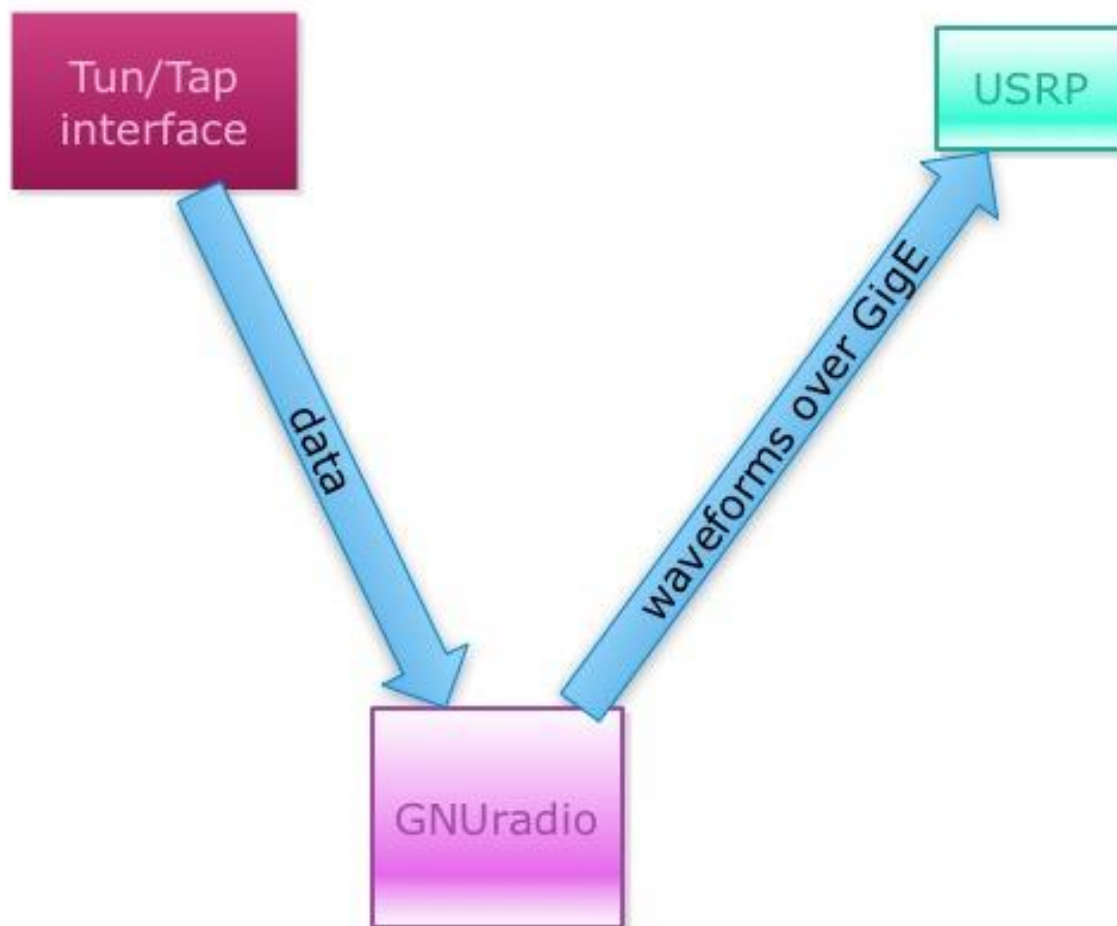 Tun/Tap
interface
USRP
data
waveforms over GigE
GNUradio